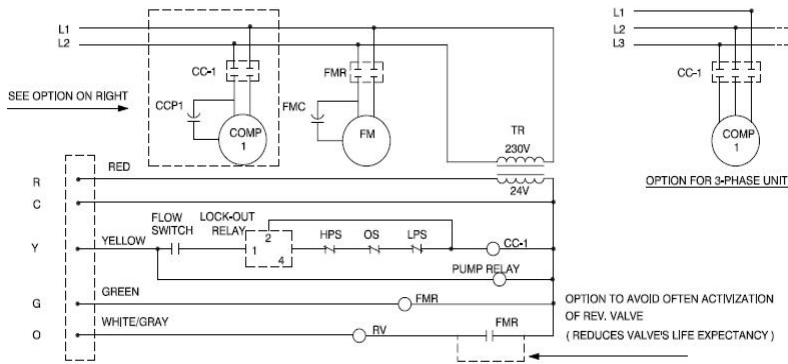 L1
L2
CC-1
FMR
SEE OPTION ON RIGHT
CCP1
FMC
COMP
1
FM
TR
230V
24V
L1
L2
L3
CC-1
COMP
1
OPTION FOR 3-PHASE UNIT
R
RED
C
Y
YELLOW
FLOW
SWITCH
LOCK-OUT
RELAY
1
2
4
HPS
OS
LPS
CC-1
PUMP RELAY
G
GREEN
FMR
O
WHITE/GRAY
RV
FMR
OPTION TO AVOID OFTEN ACTIVIZATION
OF REV. VALVE
( REDUCES VALVE'S LIFE EXPECTANCY )